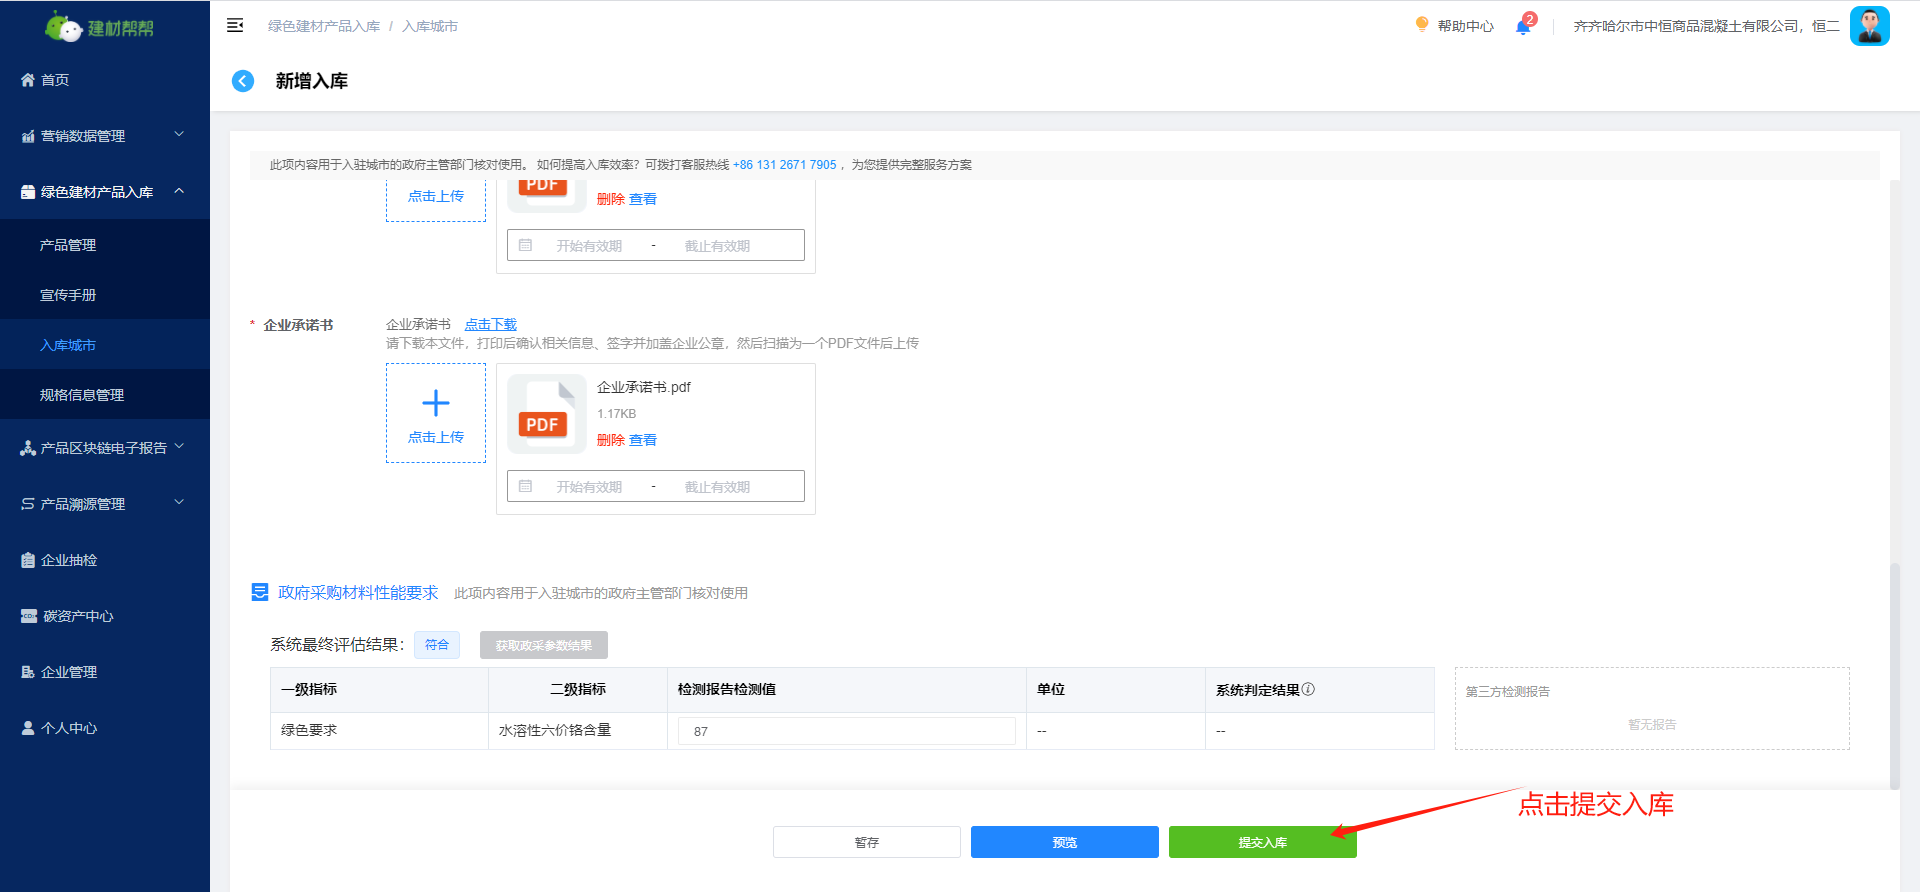 建材帮帮
绿色建材产品入库 / 入库城市
帮助中心
2
齐齐哈尔市中恒商品混凝土有限公司，恒二
首页
营销数据管理
绿色建材产品入库
产品管理
宣传手册
入库城市
规格信息管理
产品区块链电子报告
产品溯源管理
企业抽检
碳资产中心
企业管理
个人中心
新增入库
此项内容用于入驻城市的政府主管部门核对使用。 如何提高入库效率？可拨打客服热线 +86 131 2671 7905 ，为您提供完整服务方案
点击上传
PDF
删除 查看
开始有效期 - 截止有效期
* 企业承诺书
企业承诺书 点击下载
请下载本文件，打印后确认相关信息、签字并加盖企业公章，然后扫描为一个PDF文件后上传
点击上传
PDF
企业承诺书.pdf
1.17KB
删除 查看
开始有效期 - 截止有效期
政府采购材料性能要求 此项内容用于入驻城市的政府主管部门核对使用
系统最终评估结果： 符合 获取政采参数结果
一级指标 二级指标 检测报告检测值 单位 系统判定结果
绿色要求 水溶性六价铬含量 87 -- --
第三方检测报告
暂无报告
点击提交入库
暂存 预览 提交入库